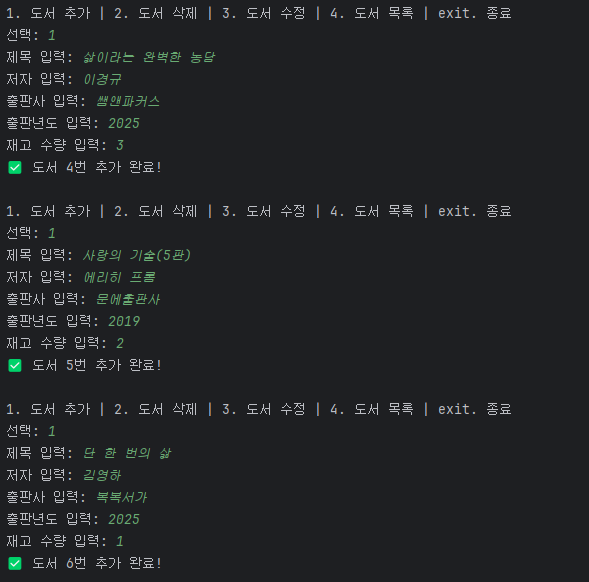 1. 도서 추가 | 2. 도서 삭제 | 3. 도서 수정 | 4. 도서 목록 | exit. 종료
선택: 1
제목 입력: 삶이라는 완벽한 농담
저자 입력: 이경규
출판사 입력: 쌤앤파커스
출판년도 입력: 2025
재고 수량 입력: 3
✅ 도서 4번 추가 완료!
1. 도서 추가 | 2. 도서 삭제 | 3. 도서 수정 | 4. 도서 목록 | exit. 종료
선택: 1
제목 입력: 사랑의 기술(5판)
저자 입력: 에리히 프롬
출판사 입력: 문예출판사
출판년도 입력: 2019
재고 수량 입력: 2
✅ 도서 5번 추가 완료!
1. 도서 추가 | 2. 도서 삭제 | 3. 도서 수정 | 4. 도서 목록 | exit. 종료
선택: 1
제목 입력: 단 한 번의 삶
저자 입력: 김영하
출판사 입력: 복복서가
출판년도 입력: 2025
재고 수량 입력: 1
✅ 도서 6번 추가 완료!